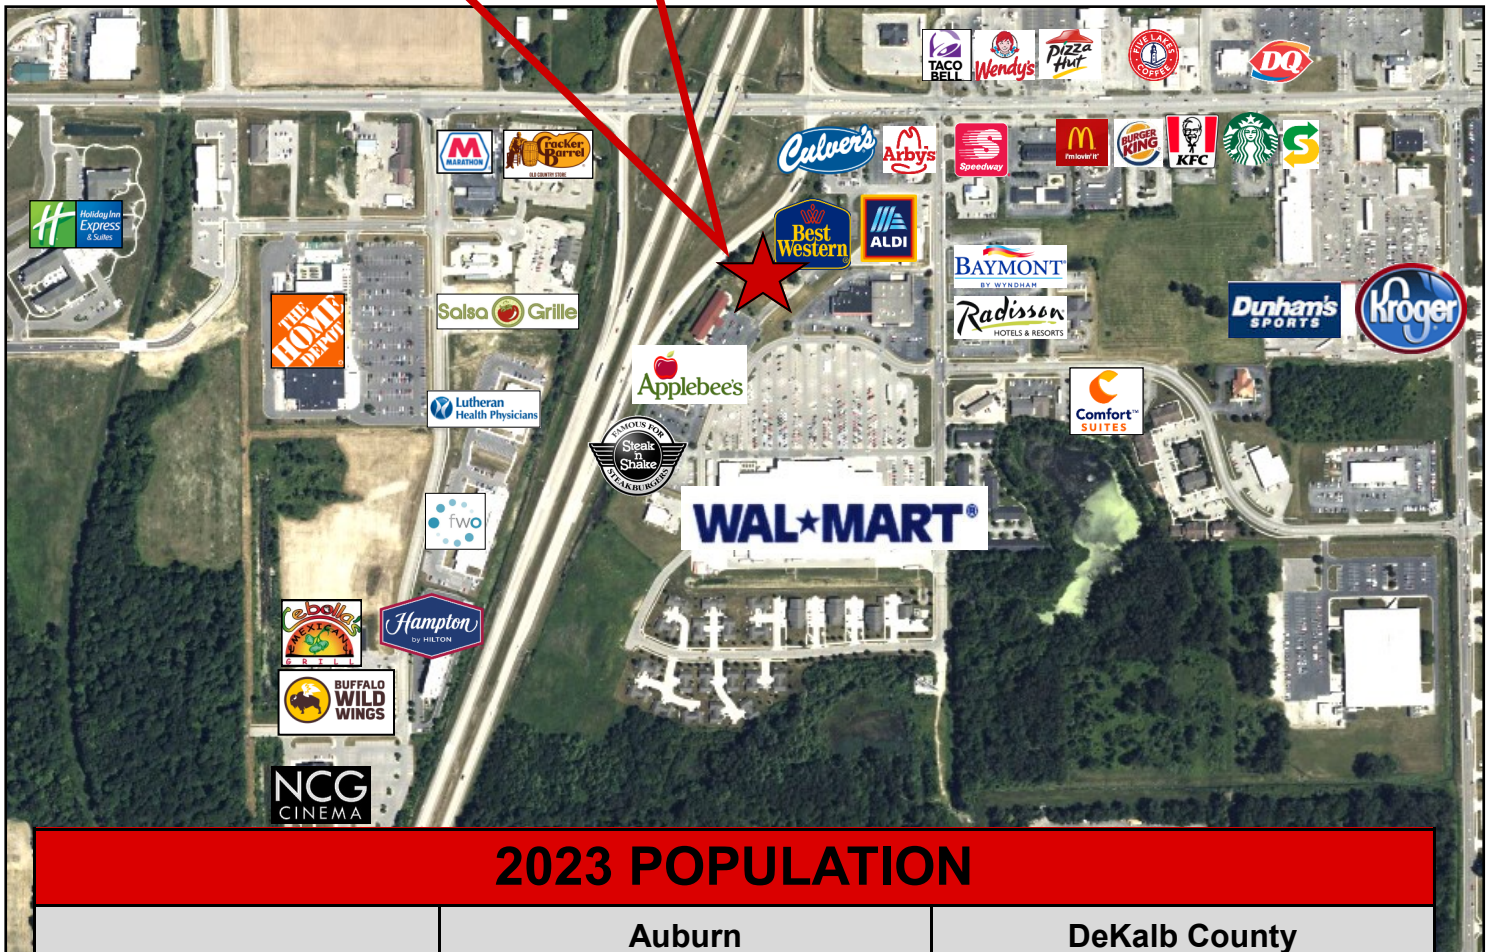 TACO
BELL
Wendy's
Pizza
Hut
FIVE LAKES
COFFEE
DQ
M
MARATHON
Cracker
Barrel
OLD COUNTRY STORE
Culver's
Arby's
S
Speedway
M
i'm lovin' it
BURGER
KING
KFC
S
H
Holiday Inn
Express
& Suites
Best
Western
ALDI
BAYMONT
BY WYNDHAM
Radisson
HOTELS & RESORTS
Dunham's
SPORTS
Kroger
THE
HOME
DEPOT
Salsa Grille
Applebee's
Lutheran
Health Physicians
C
Comfort™
SUITES
FAMOUS FOR
Steak
n
Shake
STEAKBURGERS
WAL★MART®
fwo
Cebolla's
MEXICAN
GRILL
Hampton
by HILTON
BUFFALO
WILD
WINGS
NCG
CINEMA
2023 POPULATION
Auburn DeKalb County